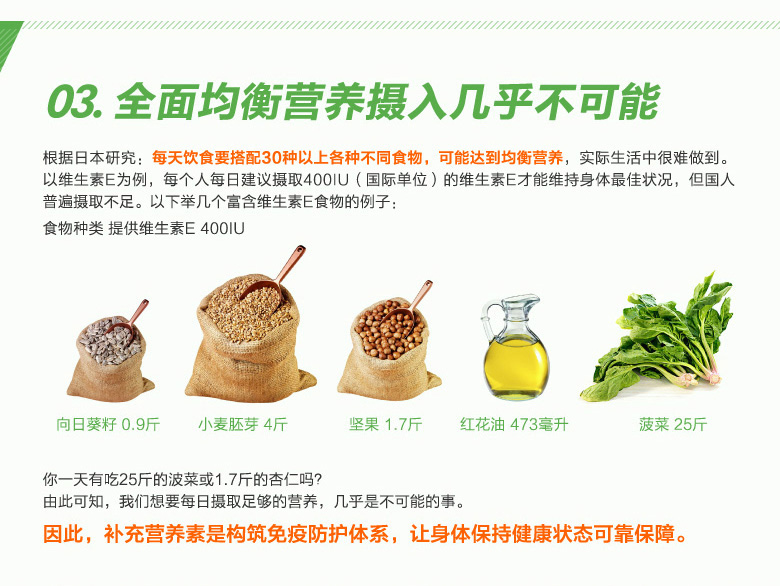 03. 全面均衡营养摄入几乎不可能
根据日本研究：每天饮食要搭配30种以上各种不同食物，可能达到均衡营养，实际生活中很难做到。
以维生素E为例，每个人每日建议摄取400IU（国际单位）的维生素E才能维持身体最佳状况，但国人
普遍摄取不足。以下举几个富含维生素E食物的例子：
食物种类 提供维生素E 400IU
向日葵籽 0.9斤
小麦胚芽 4斤
坚果 1.7斤
红花油 473毫升
菠菜 25斤
你一天有吃25斤的波菜或1.7斤的杏仁吗？
由此可知，我们想要每日摄取足够的营养，几乎是不可能的事。
因此，补充营养素是构筑免疫防护体系，让身体保持健康状态可靠保障。